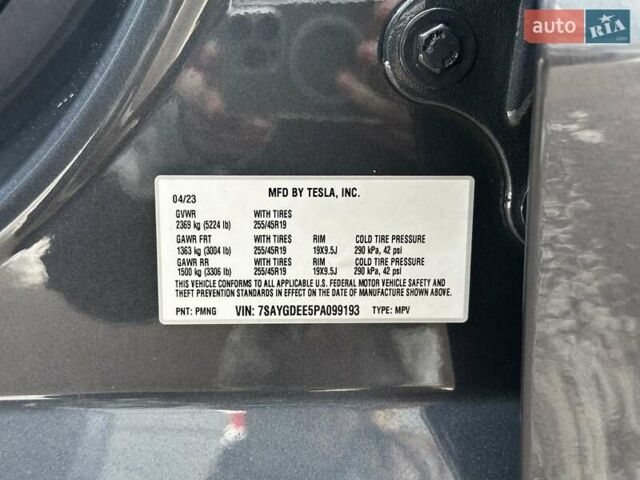 auto RIA
.com
04/23 MFD BY TESLA, INC.
GVWR WITH TIRES
2369 kg (5224 lb) 255/45R19
GAWR FRT WITH TIRES RIM COLD TIRE PRESSURE
1363 kg (3004 lb) 255/45R19 19X9.5J 290 kPa, 42 psi
GAWR RR WITH TIRES RIM COLD TIRE PRESSURE
1500 kg (3306 lb) 255/45R19 19X9.5J 290 kPa, 42 psi
THIS VEHICLE CONFORMS TO ALL APPLICABLE U.S. FEDERAL MOTOR VEHICLE SAFETY AND
THEFT PREVENTION STANDARDS IN EFFECT ON THE DATE OF MANUFACTURE SHOWN ABOVE.
PNT: PMNG VIN: 7SAYGDEE5PA099193 TYPE: MPV